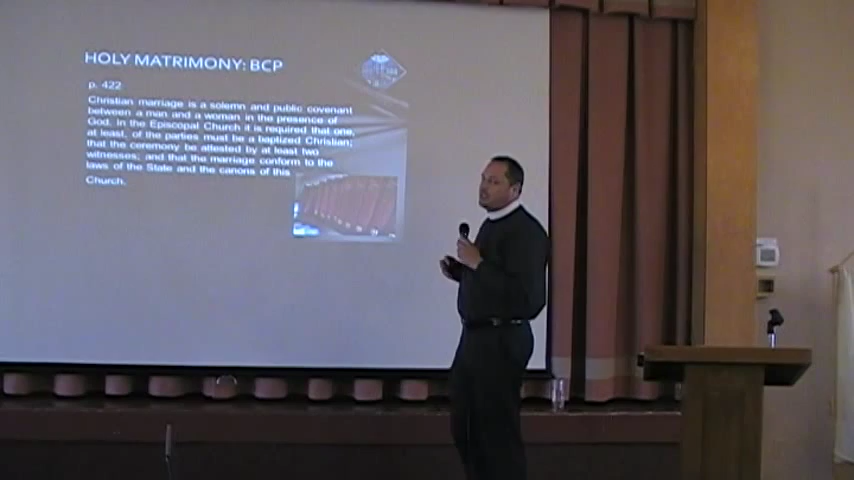 HOLY MATRIMONY: BCP
p. 422
Christian marriage is a solemn and public covenant
between a man and a woman in the presence of
God. In the Episcopal Church it is required that one,
at least, of the parties must be a baptized Christian;
that the ceremony be attested by at least two
witnesses; and that the marriage conform to the
laws of the State and the canons of this
Church.